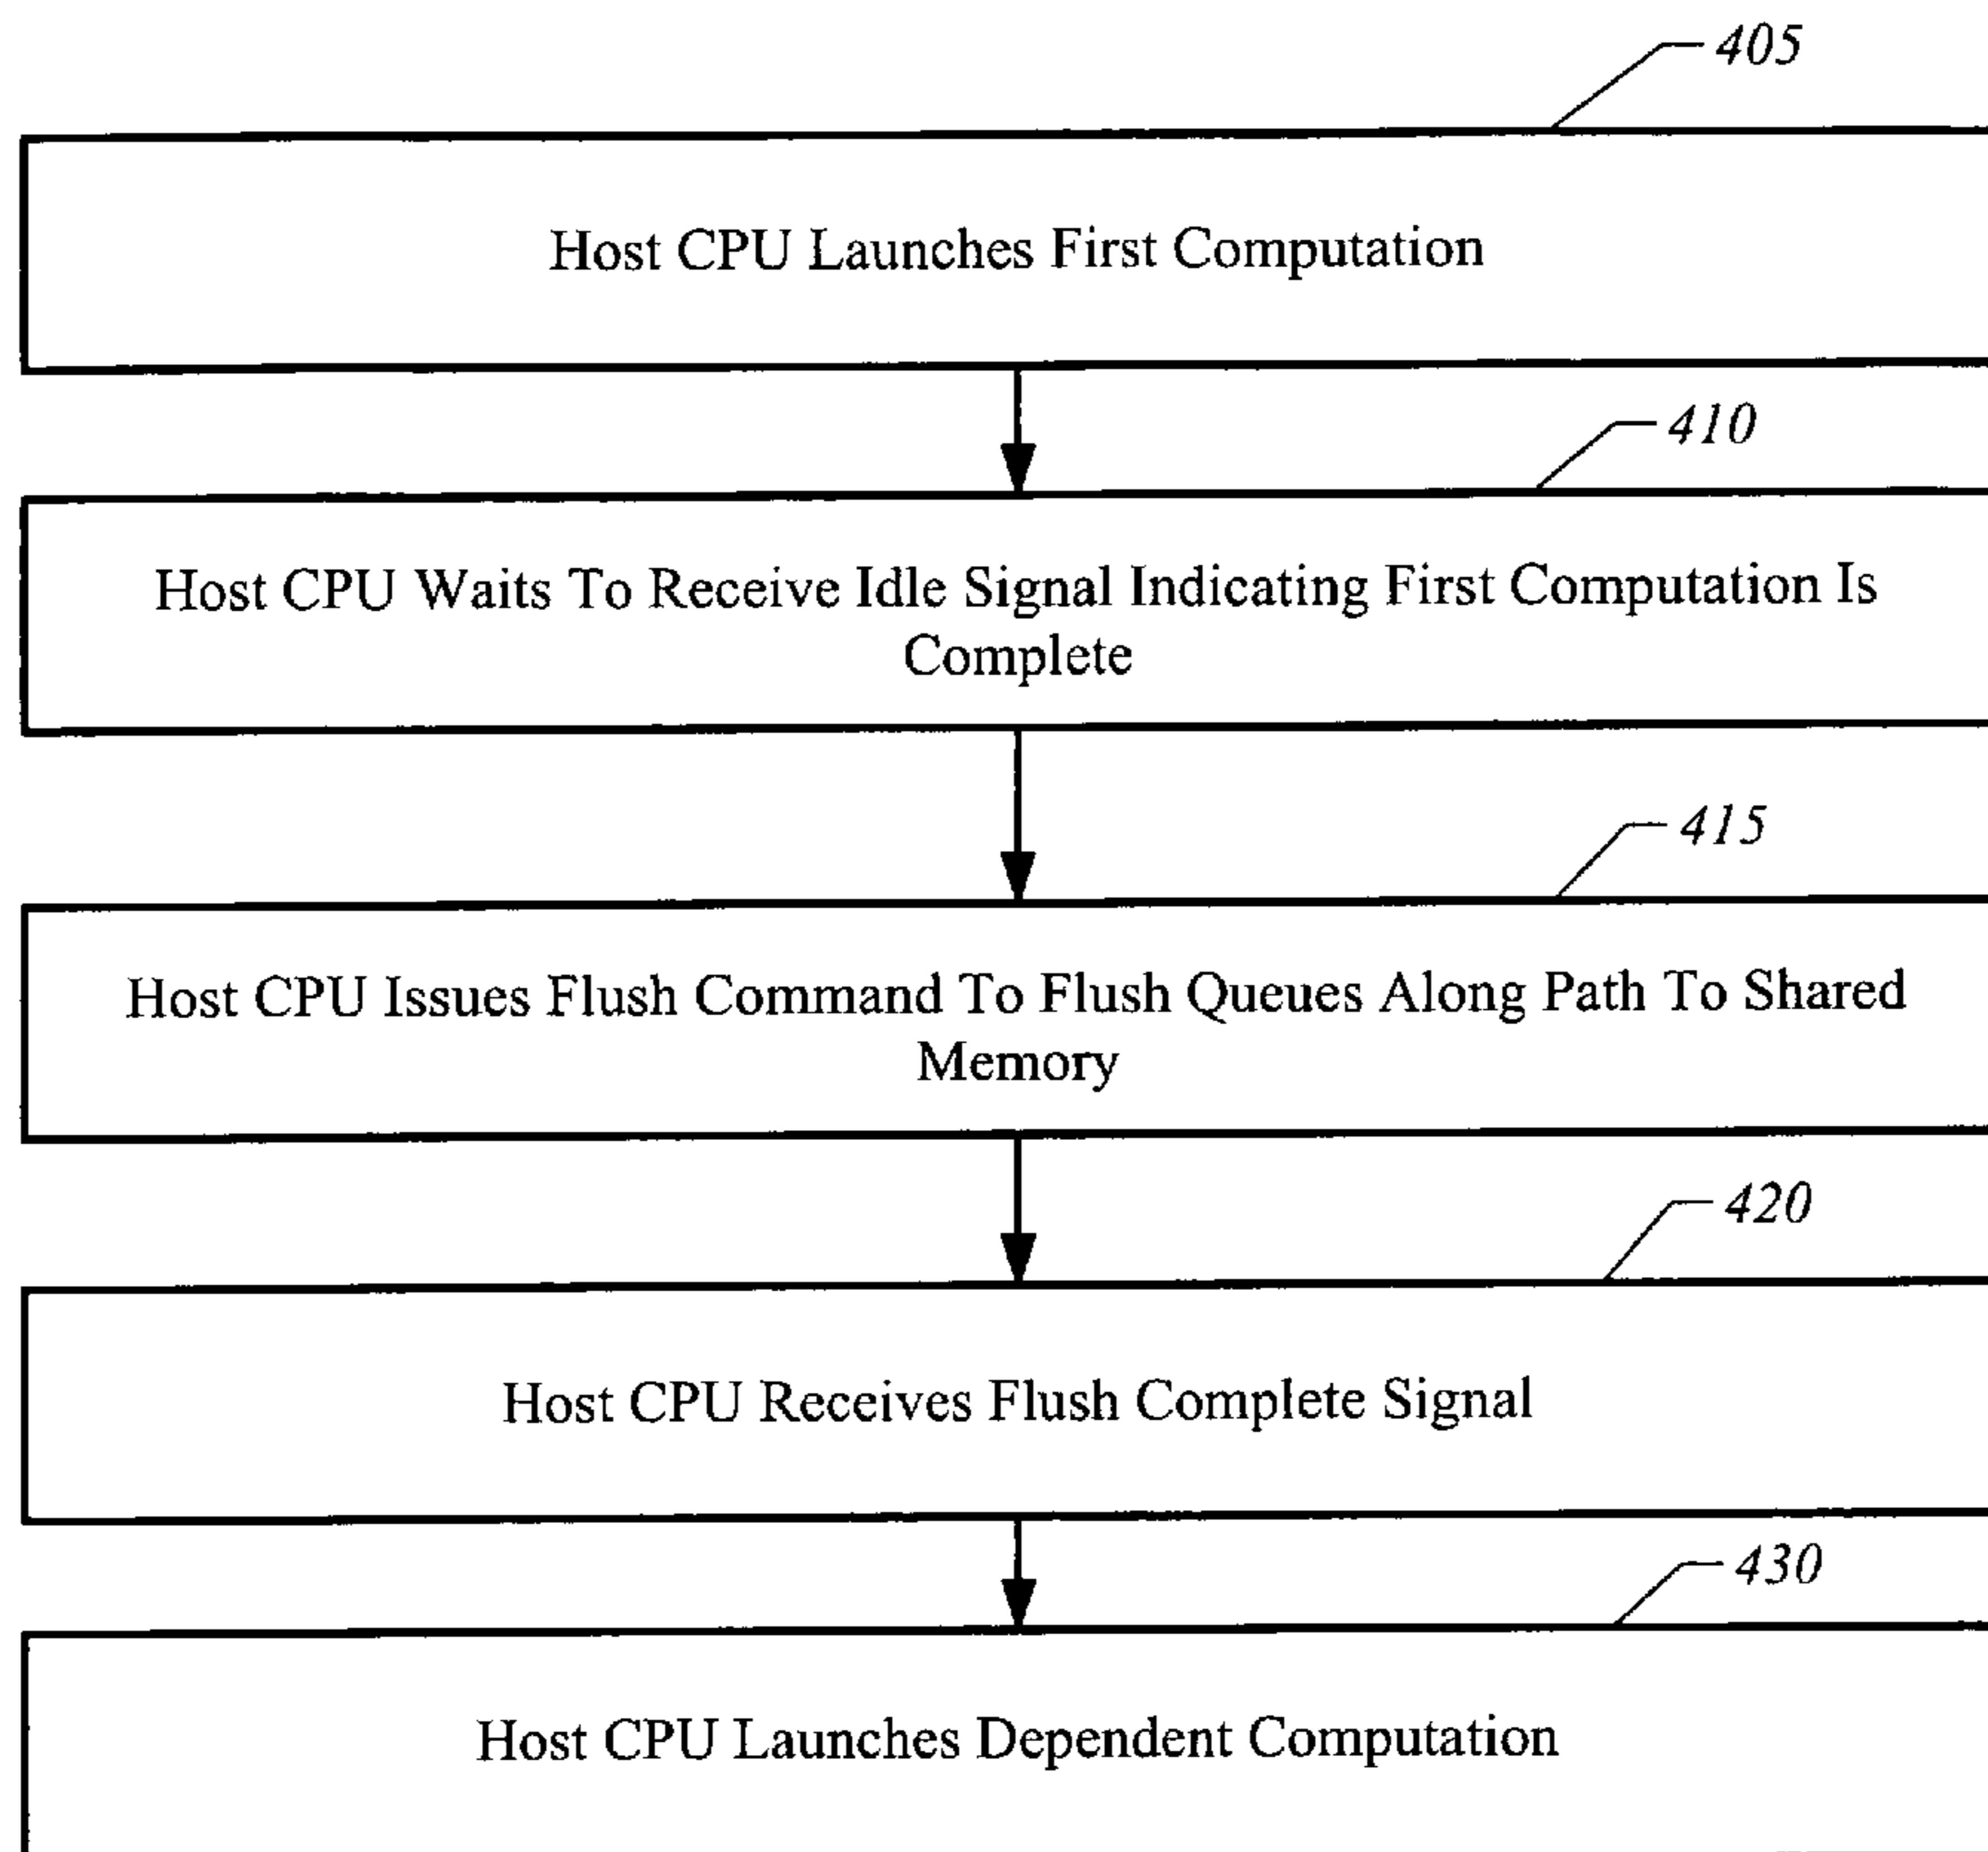 405
Host CPU Launches First Computation
410
Host CPU Waits To Receive Idle Signal Indicating First Computation Is
Complete
415
Host CPU Issues Flush Command To Flush Queues Along Path To Shared
Memory
420
Host CPU Receives Flush Complete Signal
430
Host CPU Launches Dependent Computation